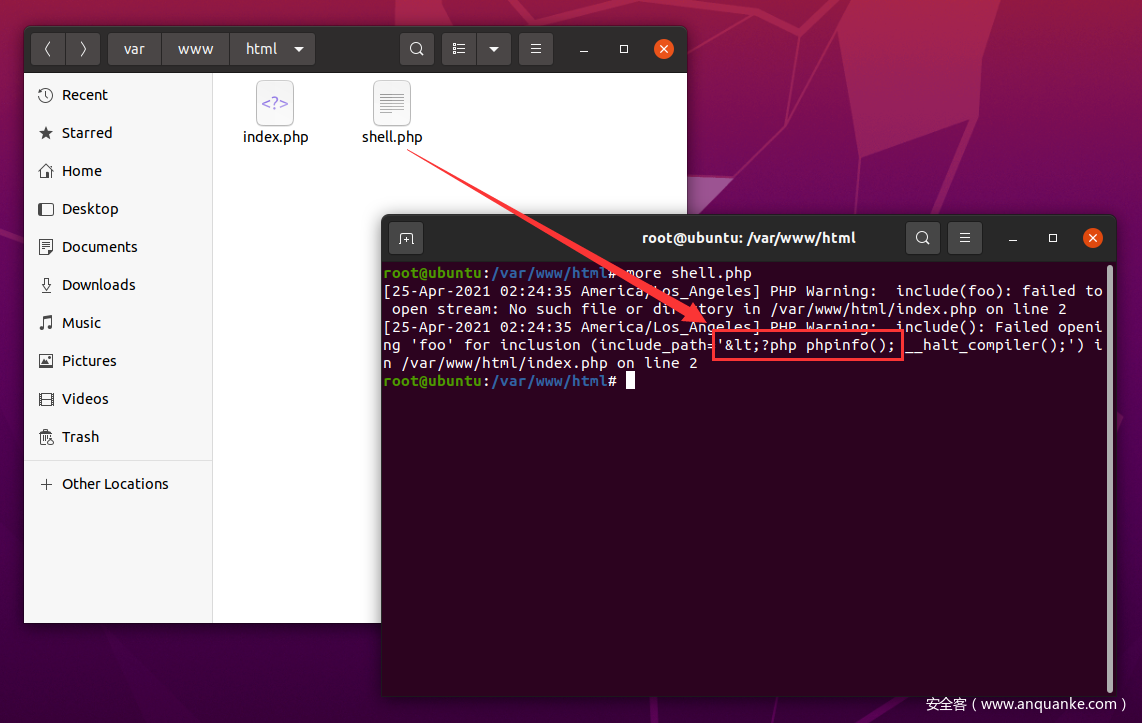 var
www
html
Recent
Starred
Home
Desktop
Documents
Downloads
Music
Pictures
Videos
Trash
Other Locations
index.php
shell.php
root@ubuntu: /var/www/html
root@ubuntu:/var/www/html# more shell.php
[25-Apr-2021 02:24:35 America/Los_Angeles] PHP Warning:  include(foo): failed to
 open stream: No such file or directory in /var/www/html/index.php on line 2
[25-Apr-2021 02:24:35 America/Los_Angeles] PHP Warning:  include(): Failed openi
ng 'foo' for inclusion (include_path='&lt;?php phpinfo(); __halt_compiler();') i
n /var/www/html/index.php on line 2
root@ubuntu:/var/www/html#
安全客（www.anquanke.com）